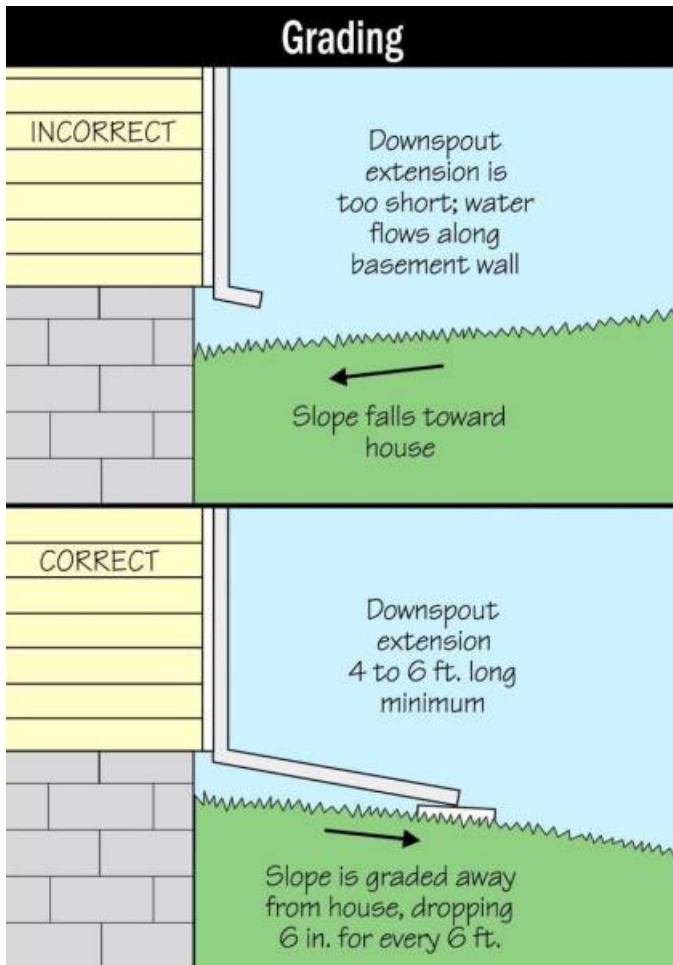 Grading
INCORRECT
Downspout
extension is
too short; water
flows along
basement wall
Slope falls toward
house
CORRECT
Downspout
extension
4 to 6 ft. long
minimum
Slope is graded away
from house, dropping
6 in. for every 6 ft.